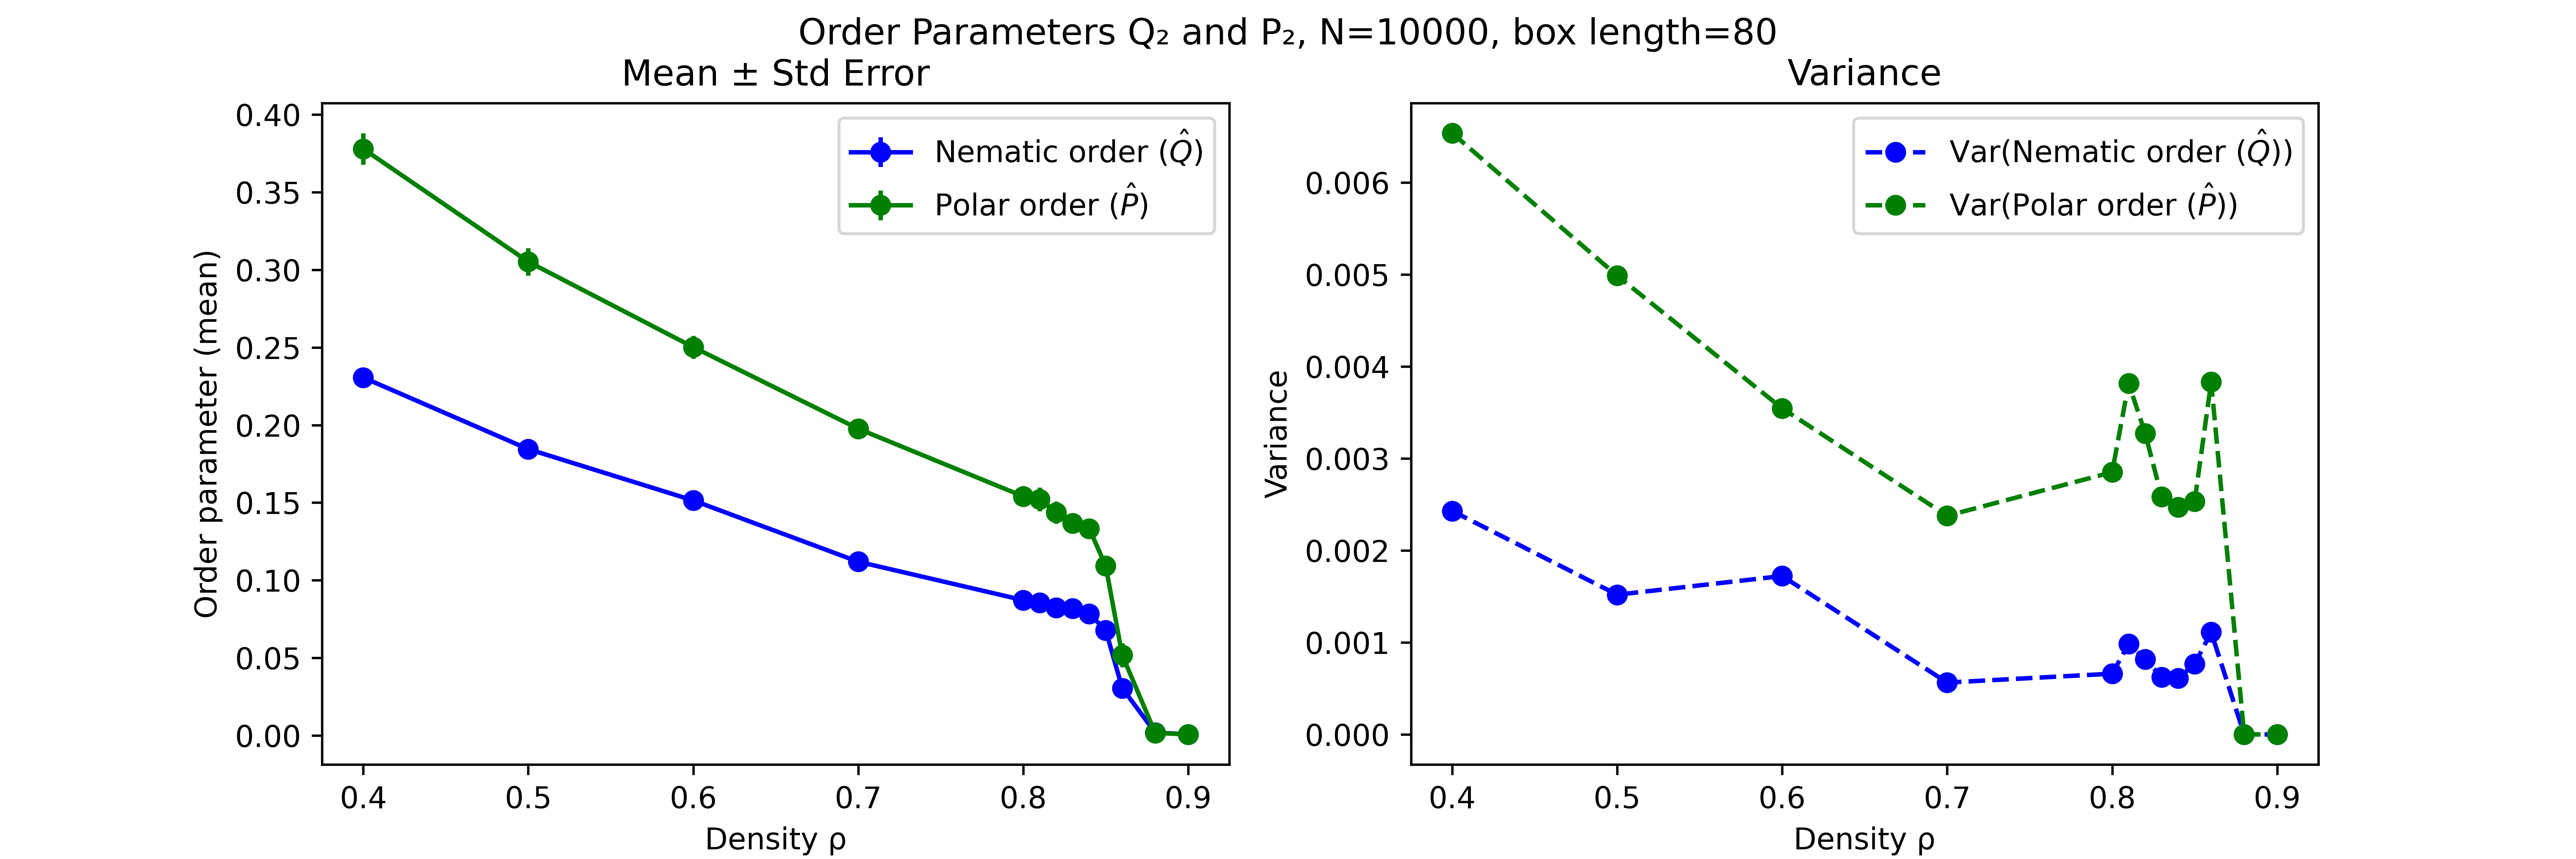 Order Parameters Q₂ and P₂, N=10000, box length=80
Mean ± Std Error
0.40
0.35
0.30
0.25
0.20
0.15
0.10
0.05
0.00
Order parameter (mean)
Nematic order (Q̂)
Polar order (P̂)
0.4 0.5 0.6 0.7 0.8 0.9
Density ρ
Variance
0.006
0.005
0.004
0.003
0.002
0.001
0.000
Variance
Var(Nematic order (Q̂))
Var(Polar order (P̂))
0.4 0.5 0.6 0.7 0.8 0.9
Density ρ